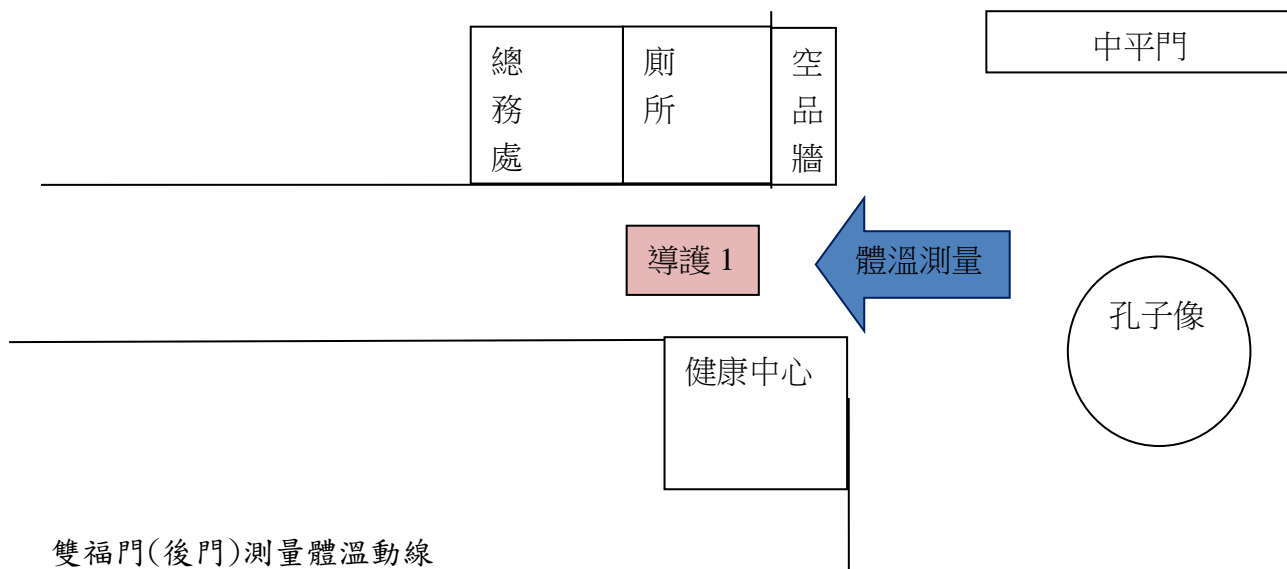 中平門
總務處
廁所
空品牆
導護 1
體溫測量
孔子像
健康中心
雙福門(後門)測量體溫動線